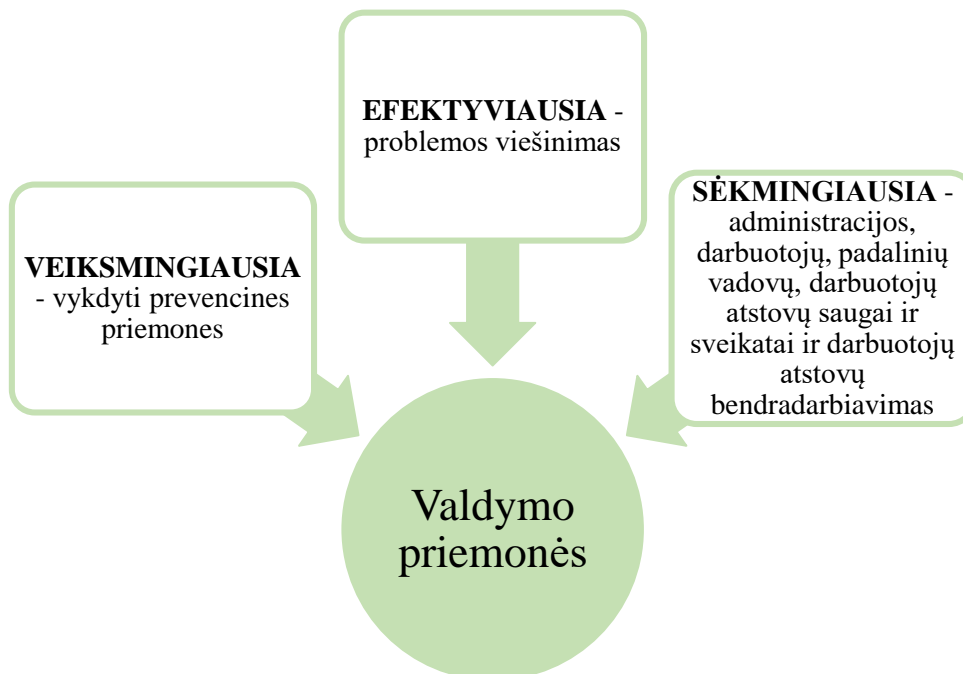 EFEKTYVIAUSIA -
problemos viešinimas
VEIKSMINGIAUSIA
- vykdyti prevencines
priemones
SĖKMINGIAUSIA -
administracijos,
darbuotojų, padalinių
vadovų, darbuotojų
atstovų saugai ir
sveikatai ir darbuotojų
atstovų
bendradarbiavimas
Valdymo
priemonės